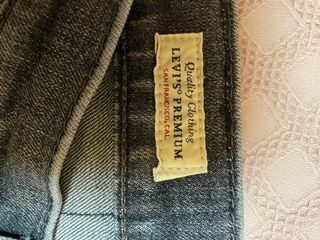 Quality Clothing
LEVI'S® PREMIUM
SAN FRANCISCO, CAL.